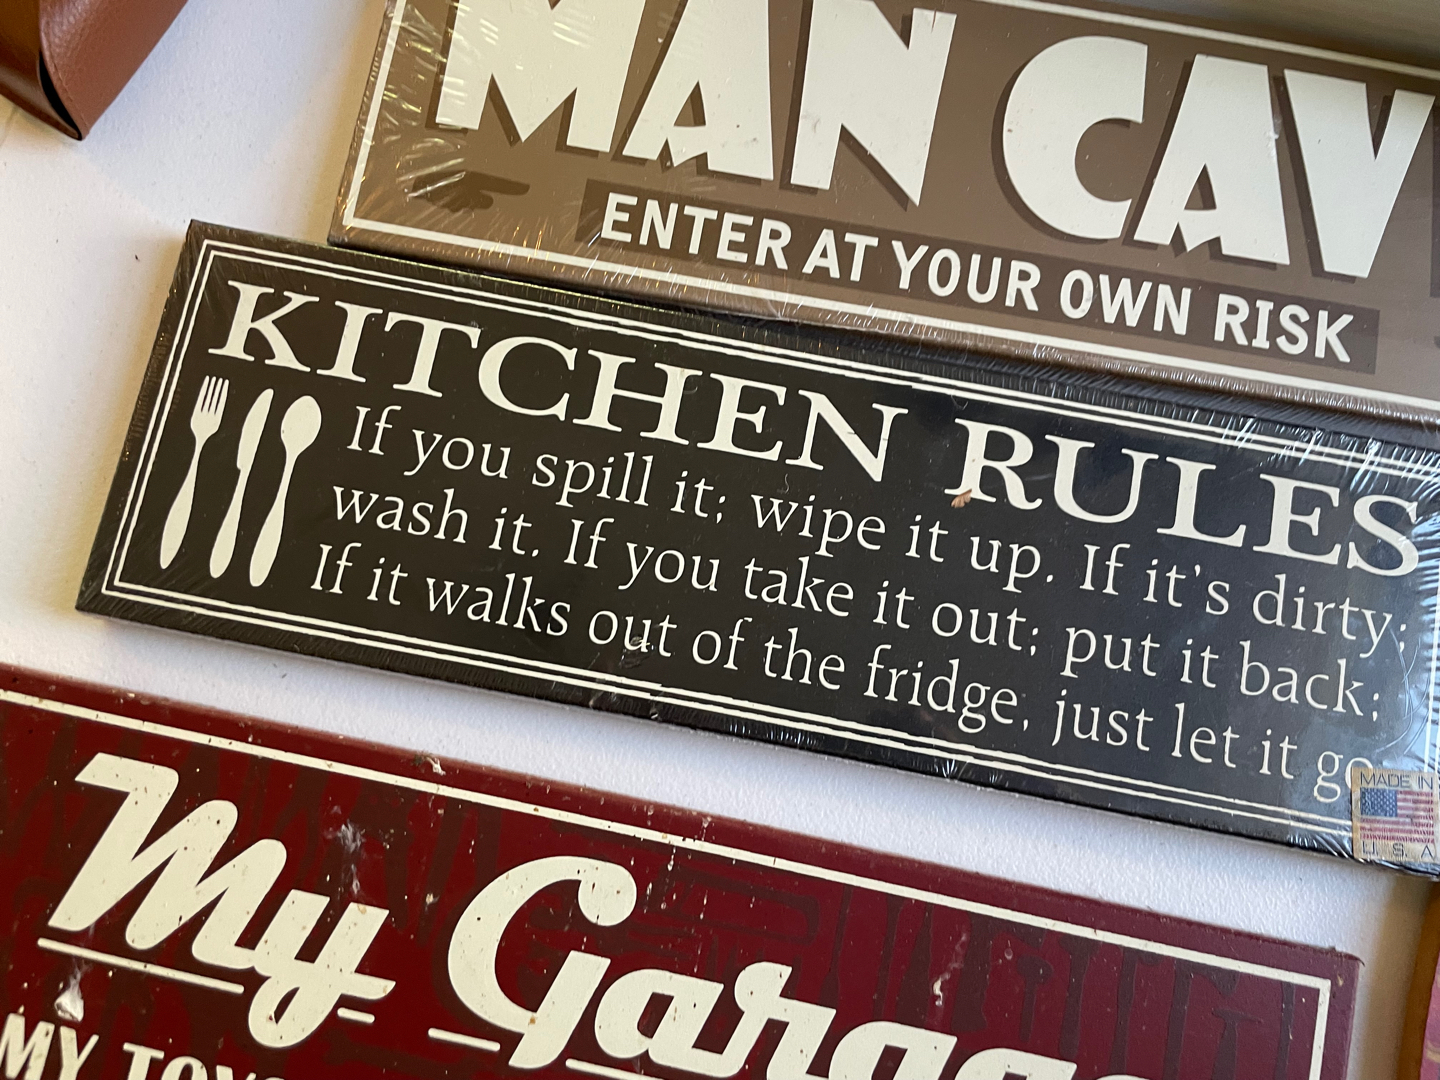 MAN CAV
ENTER AT YOUR OWN RISK
KITCHEN RULES
If you spill it; wipe it up. If it's dirty;
wash it. If you take it out; put it back;
If it walks out of the fridge, just let it go
MADE IN
U. S. A
My Garage
MY TOYS